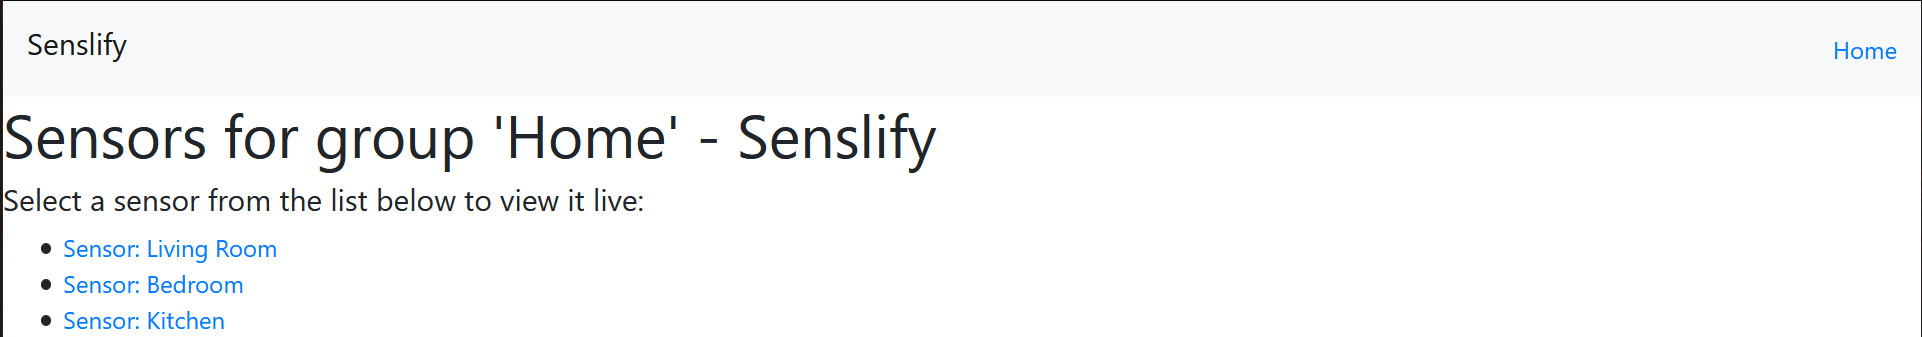 Senslify
Home
Sensors for group 'Home' - Senslify
Select a sensor from the list below to view it live:
Sensor: Living Room
Sensor: Bedroom
Sensor: Kitchen